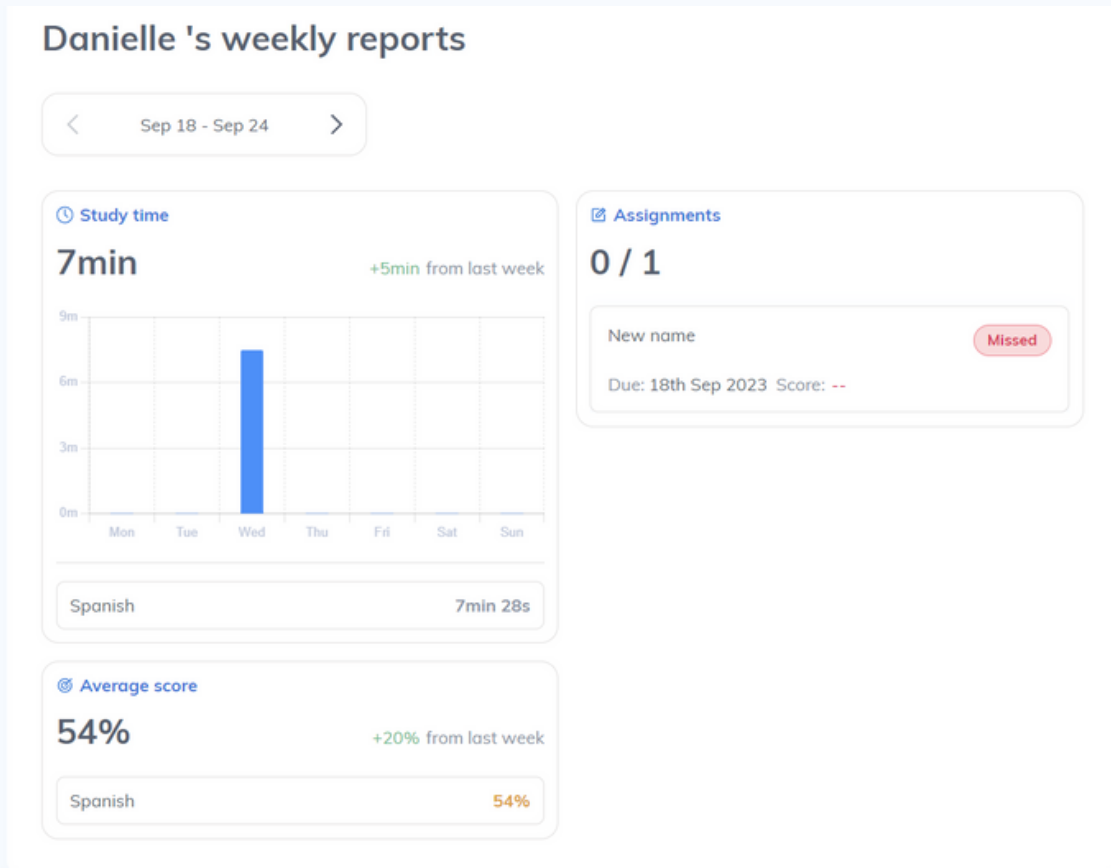 Danielle 's weekly reports
Sep 18 - Sep 24
Study time
7min
+5min from last week
9m
6m
3m
0m
Mon Tue Wed Thu Fri Sat Sun
Spanish 7min 28s
Average score
54%
+20% from last week
Spanish 54%
Assignments
0 / 1
New name
Missed
Due: 18th Sep 2023 Score: --